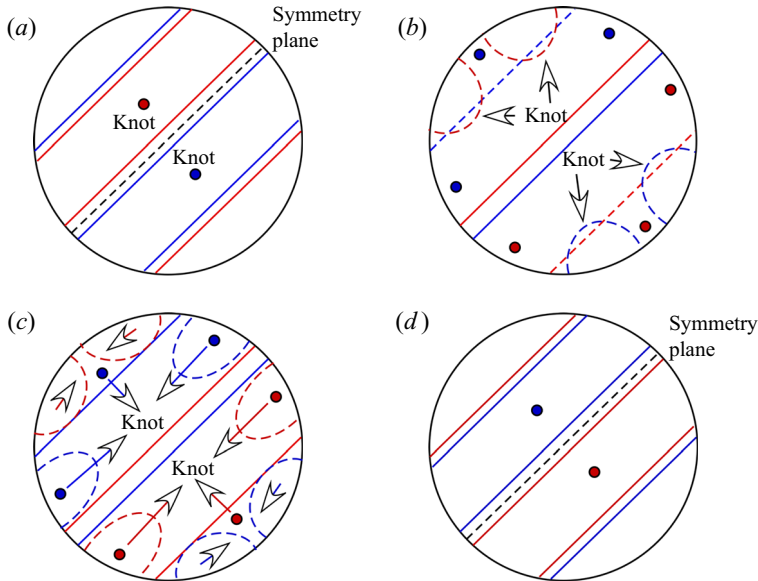 (a)
Symmetry
plane
Knot
Knot
(b)
Knot
Knot
(c)
Knot
Knot
(d)
Symmetry
plane